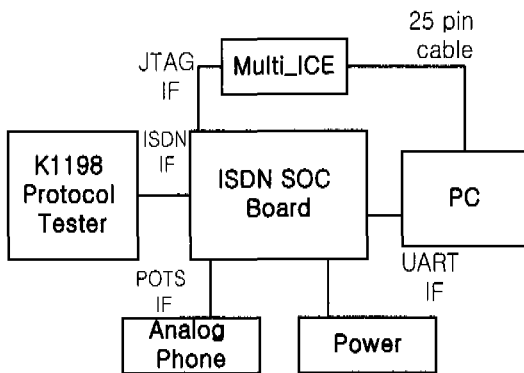 25 pin
cable
JTAG
IF
Multi_ICE
ISDN
IF
K1198
Protocol
Tester
ISDN SOC
Board
PC
UART
IF
POTS
IF
Analog
Phone
Power